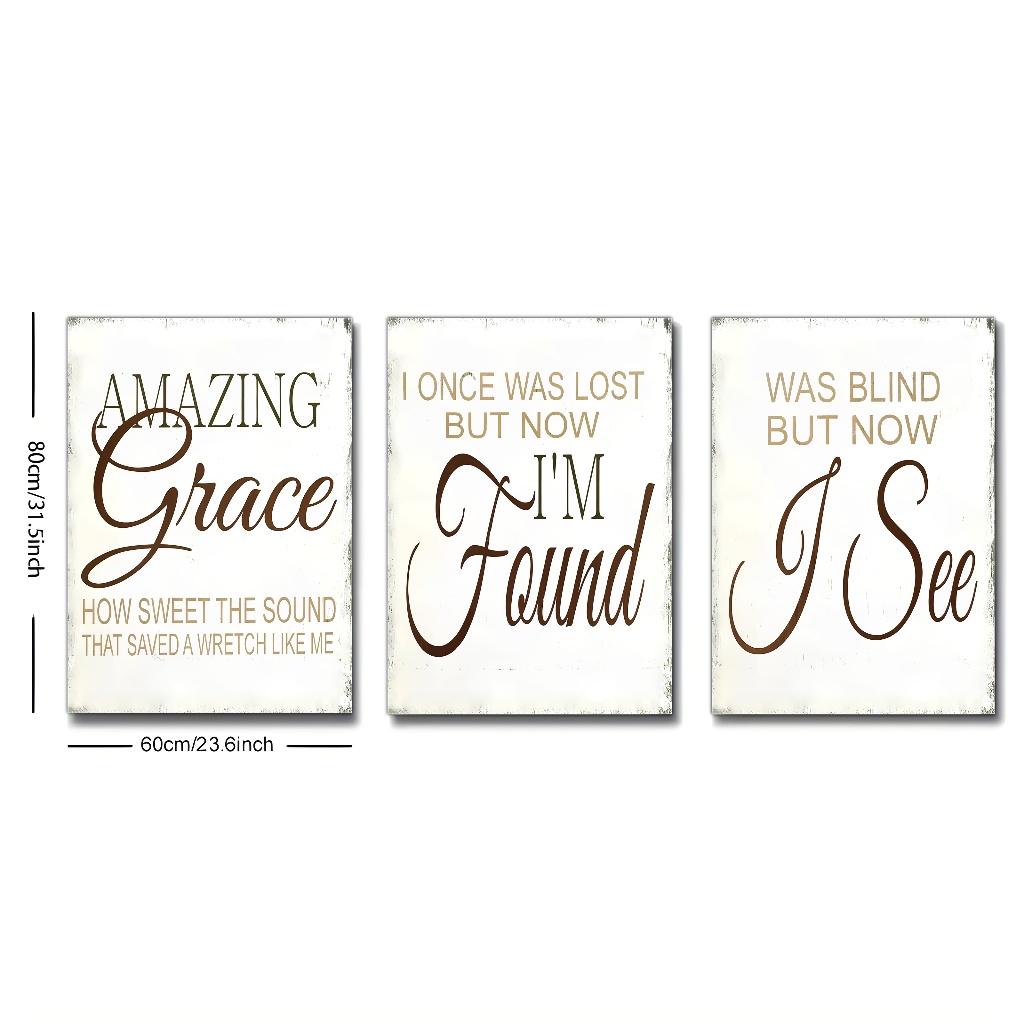 AMAZING
Grace
HOW SWEET THE SOUND
THAT SAVED A WRETCH LIKE ME
I ONCE WAS LOST
BUT NOW
I'M
Found
WAS BLIND
BUT NOW
I See
80cm/31.5inch
60cm/23.6inch